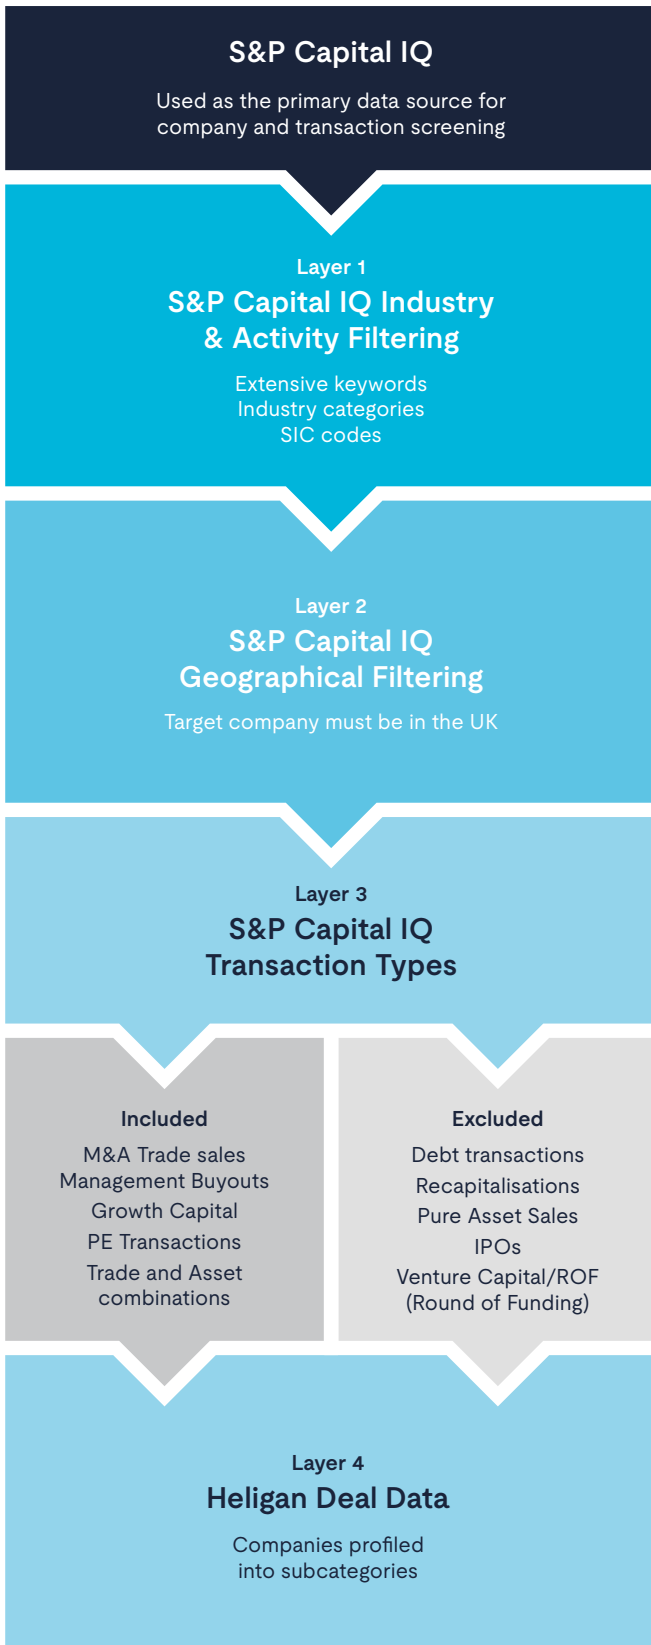 S&P Capital IQ
Used as the primary data source for
company and transaction screening
Layer 1
S&P Capital IQ Industry
& Activity Filtering
Extensive keywords
Industry categories
SIC codes
Layer 2
S&P Capital IQ
Geographical Filtering
Target company must be in the UK
Layer 3
S&P Capital IQ
Transaction Types
Included
M&A Trade sales
Management Buyouts
Growth Capital
PE Transactions
Trade and Asset
combinations
Excluded
Debt transactions
Recapitalisations
Pure Asset Sales
IPOs
Venture Capital/ROF
(Round of Funding)
Layer 4
Heligan Deal Data
Companies profiled
into subcategories